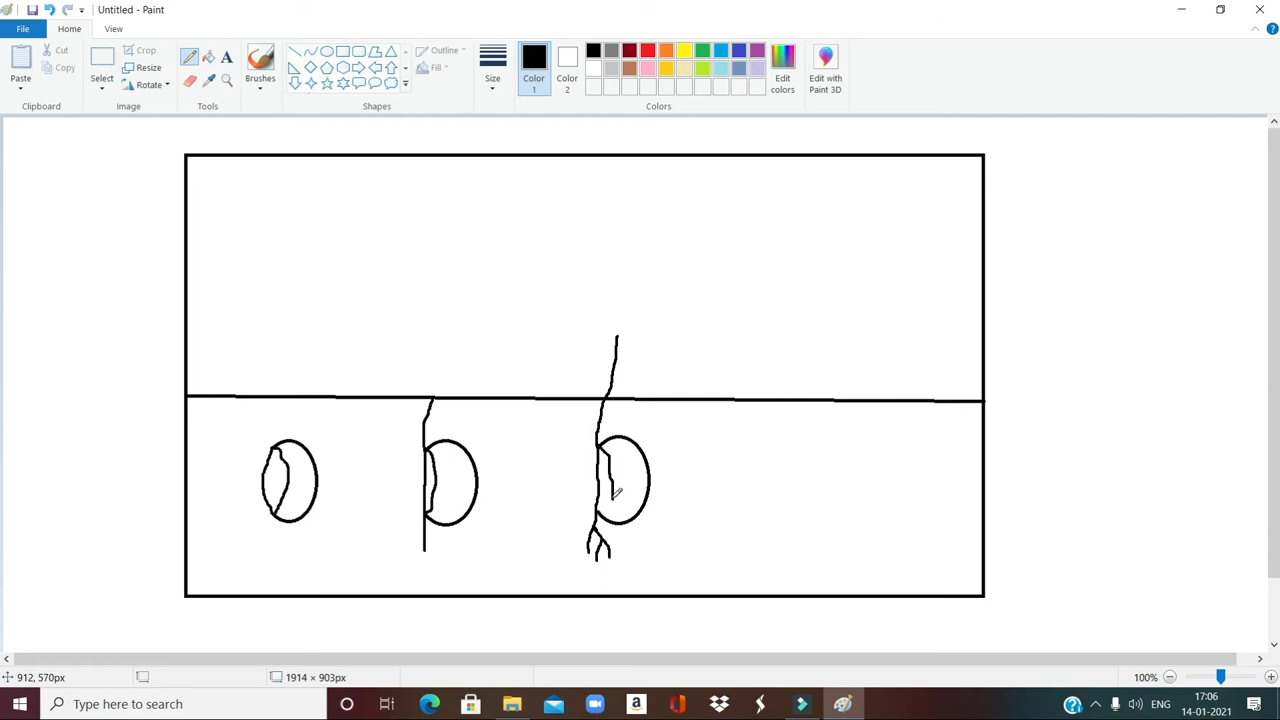 Untitled - Paint
File
Home
View
Paste
Cut
Copy
Clipboard
Select
Crop
Resize
Rotate
Image
A
Tools
Brushes
Shapes
Outline
Fill
Size
Color 1
Color 2
Colors
Edit colors
Edit with Paint 3D
912, 570px
1914 × 903px
100%
Type here to search
ENG
17:06
14-01-2021